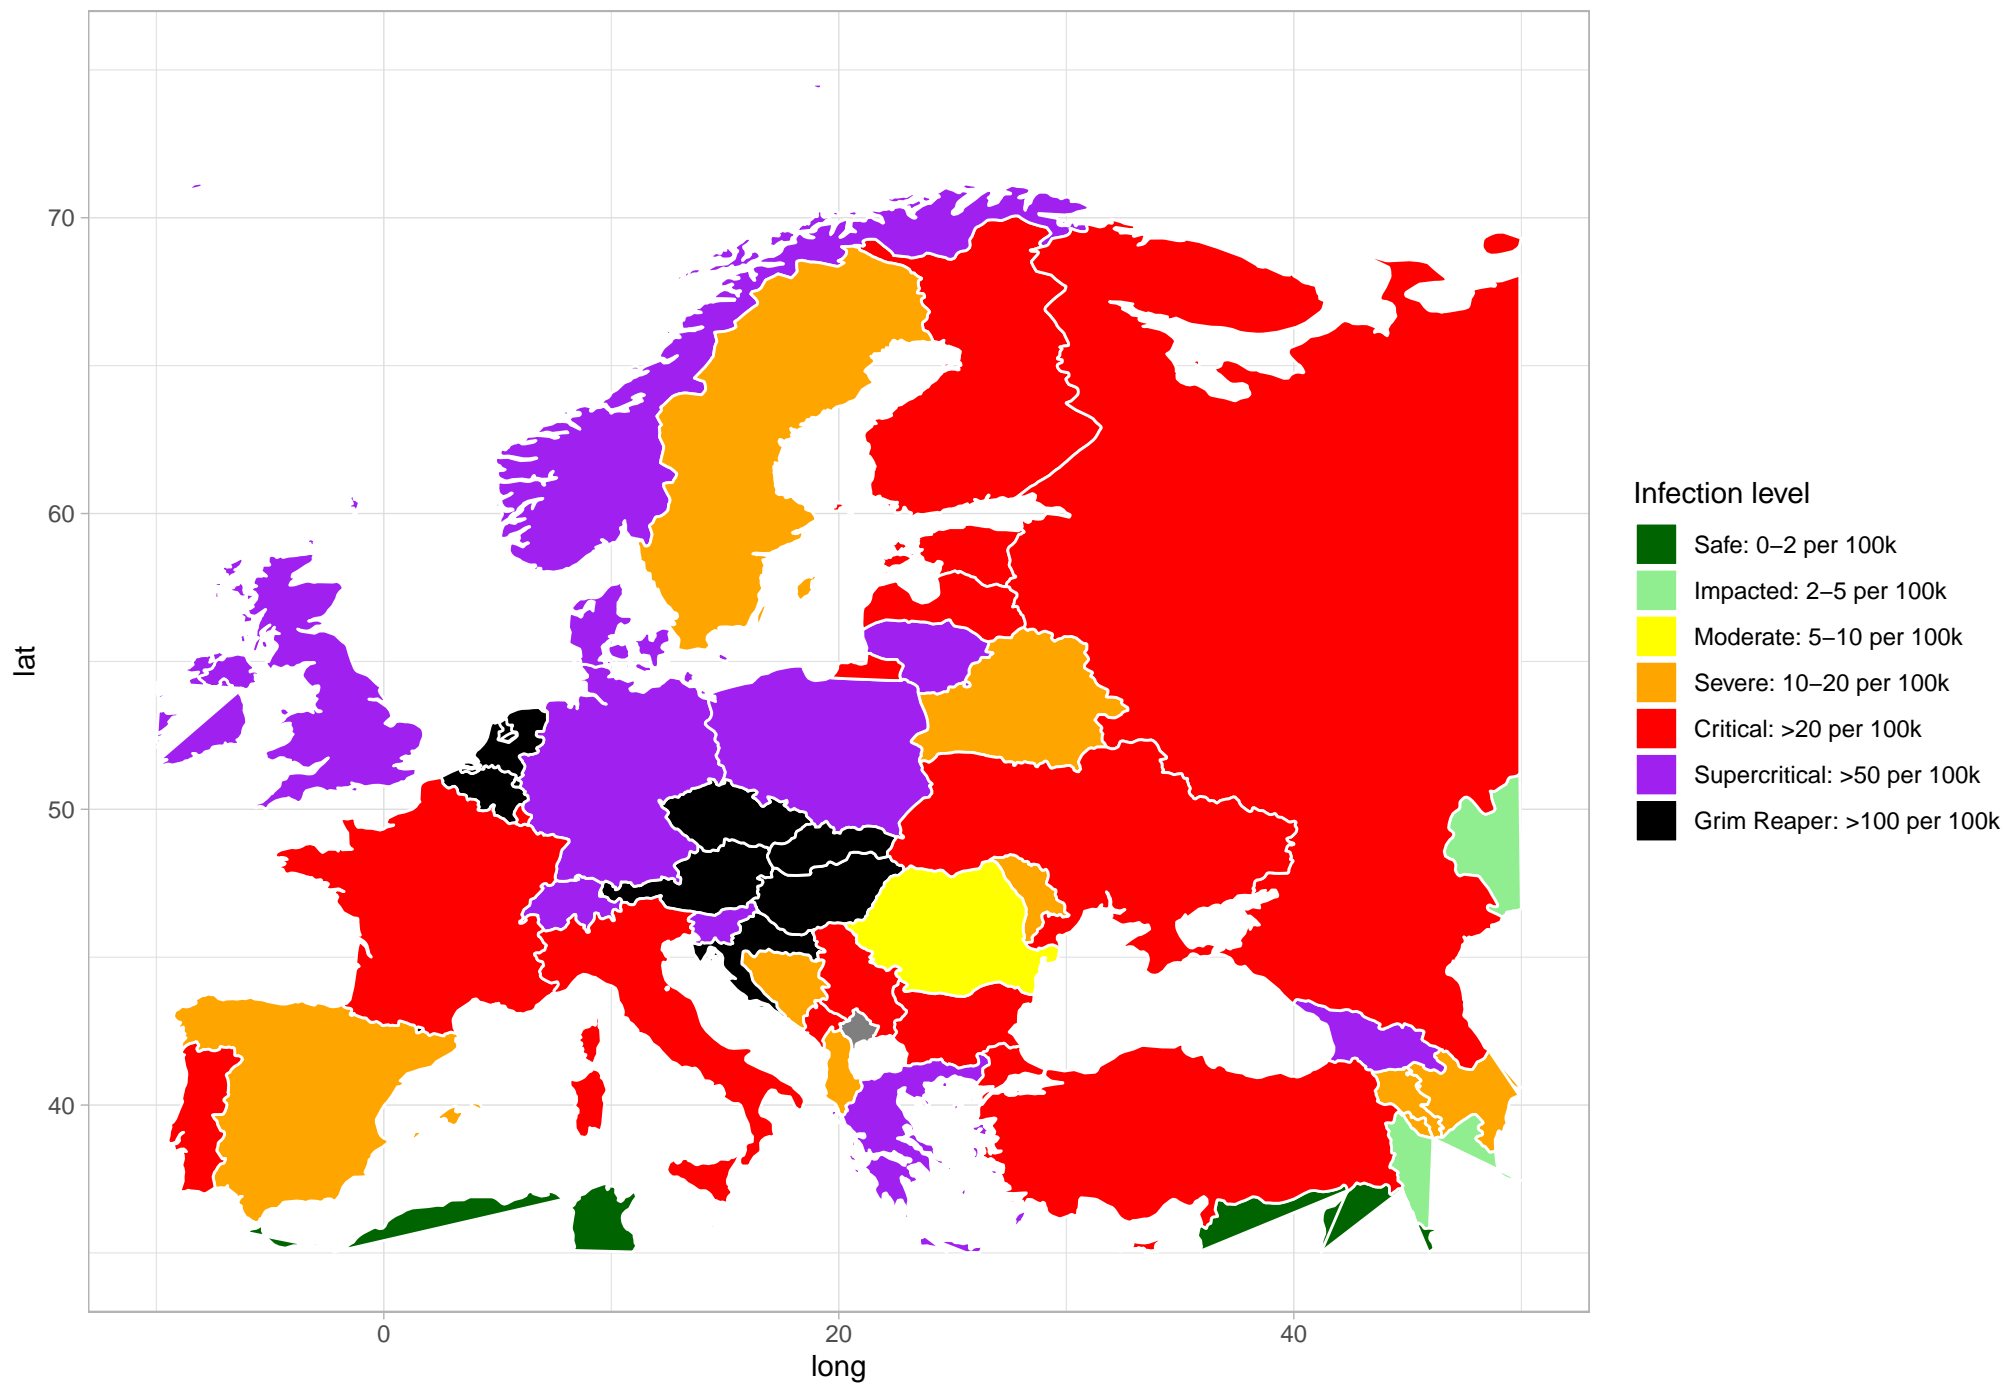 70
60
50
40
lat
0
20
40
long
Infection level
Safe: 0–2 per 100k
Impacted: 2–5 per 100k
Moderate: 5–10 per 100k
Severe: 10–20 per 100k
Critical: >20 per 100k
Supercritical: >50 per 100k
Grim Reaper: >100 per 100k